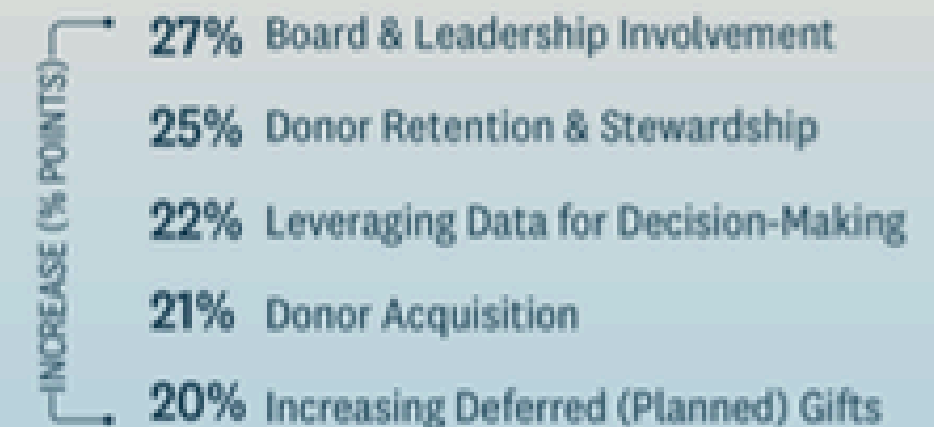 INCREASE (% POINTS)
27% Board & Leadership Involvement
25% Donor Retention & Stewardship
22% Leveraging Data for Decision-Making
21% Donor Acquisition
20% Increasing Deferred (Planned) Gifts